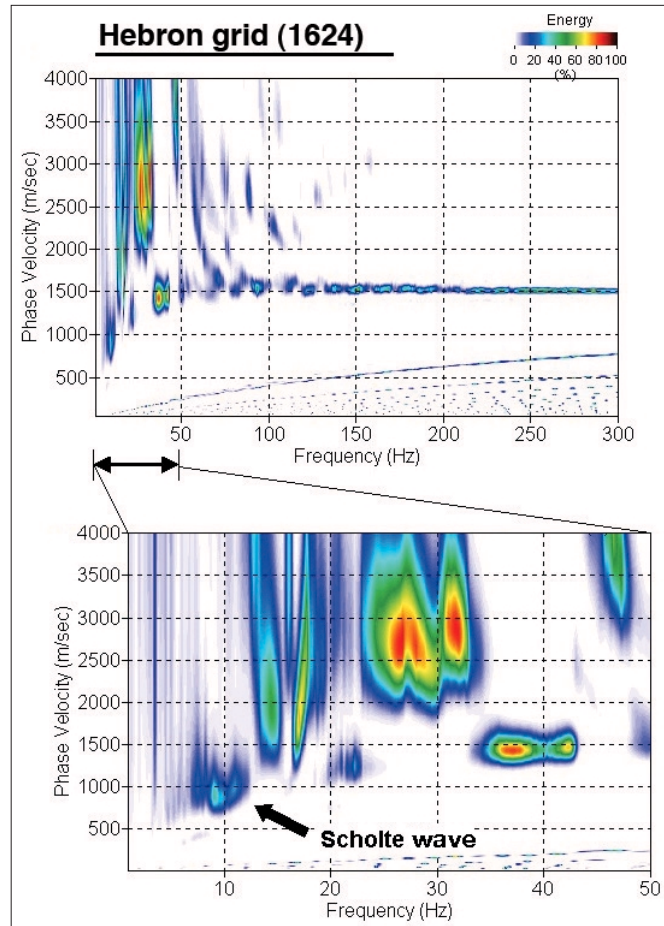 Hebron grid (1624)
Energy
0 20 40 60 80 100
(%)
4000
3500
3000
2500
2000
1500
1000
500
Phase Velocity (m/sec)
50 100 150 200 250 300
Frequency (Hz)
4000
3500
3000
2500
2000
1500
1000
500
Phase Velocity (m/sec)
Scholte wave
10 20 30 40 50
Frequency (Hz)